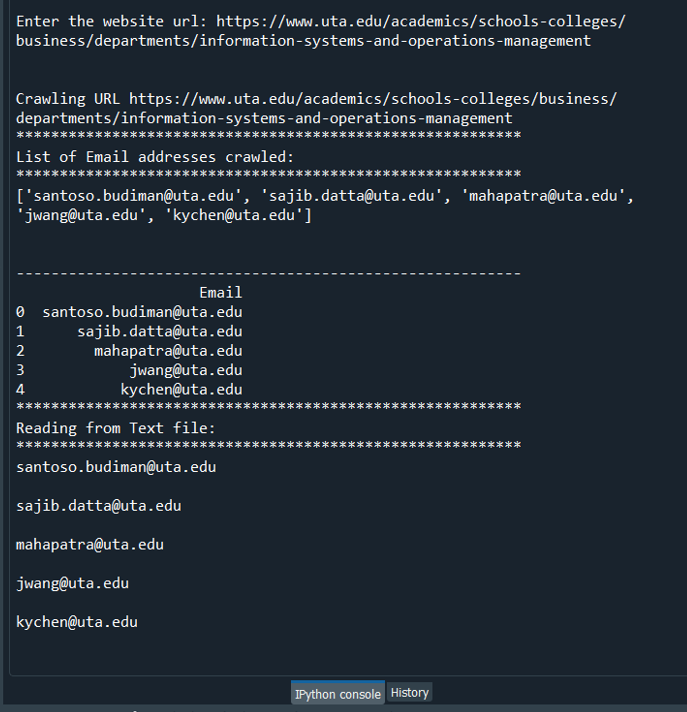 Enter the website url: https://www.uta.edu/academics/schools-colleges/
business/departments/information-systems-and-operations-management
Crawling URL https://www.uta.edu/academics/schools-colleges/business/
departments/information-systems-and-operations-management
**********************************************************
List of Email addresses crawled:
**********************************************************
['santoso.budiman@uta.edu', 'sajib.datta@uta.edu', 'mahapatra@uta.edu',
'jwang@uta.edu', 'kychen@uta.edu']
----------------------------------------------------------
Email
0 santoso.budiman@uta.edu
1 sajib.datta@uta.edu
2 mahapatra@uta.edu
3 jwang@uta.edu
4 kychen@uta.edu
**********************************************************
Reading from Text file:
**********************************************************
santoso.budiman@uta.edu
sajib.datta@uta.edu
mahapatra@uta.edu
jwang@uta.edu
kychen@uta.edu
IPython console History